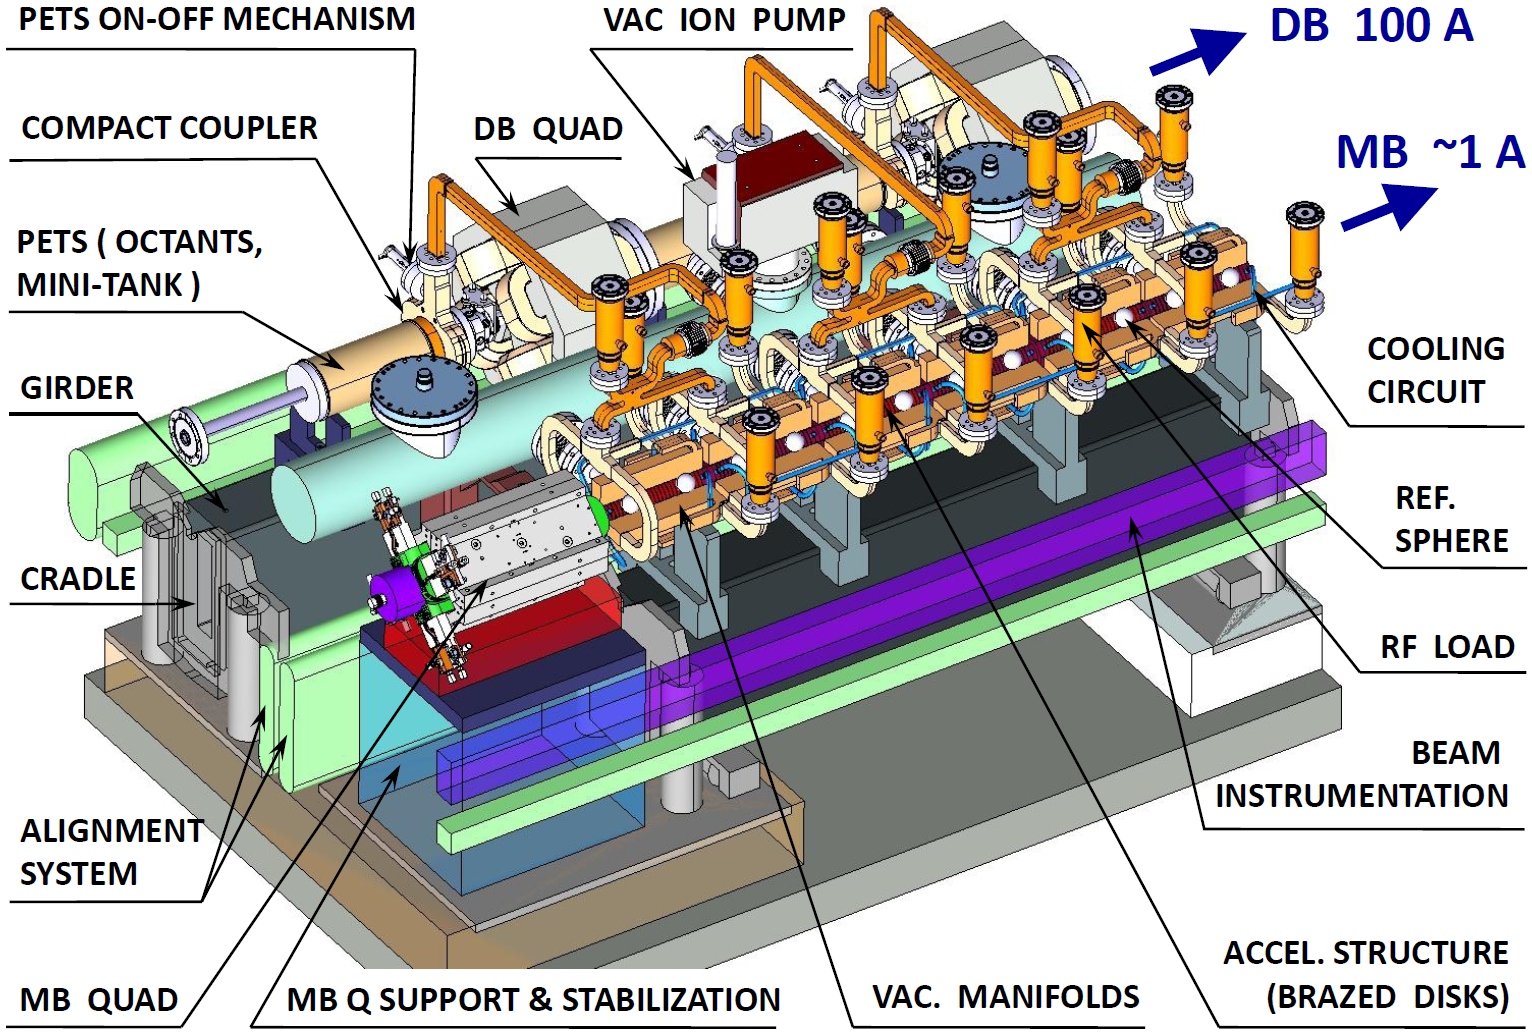 PETS ON-OFF MECHANISM
VAC ION PUMP
DB 100 A
COMPACT COUPLER
DB QUAD
MB ~1 A
PETS ( OCTANTS,
MINI-TANK )
GIRDER
COOLING
CIRCUIT
REF.
SPHERE
CRADLE
RF LOAD
BEAM
INSTRUMENTATION
ALIGNMENT
SYSTEM
ACCEL. STRUCTURE
(BRAZED DISKS)
MB QUAD
MB Q SUPPORT & STABILIZATION
VAC. MANIFOLDS